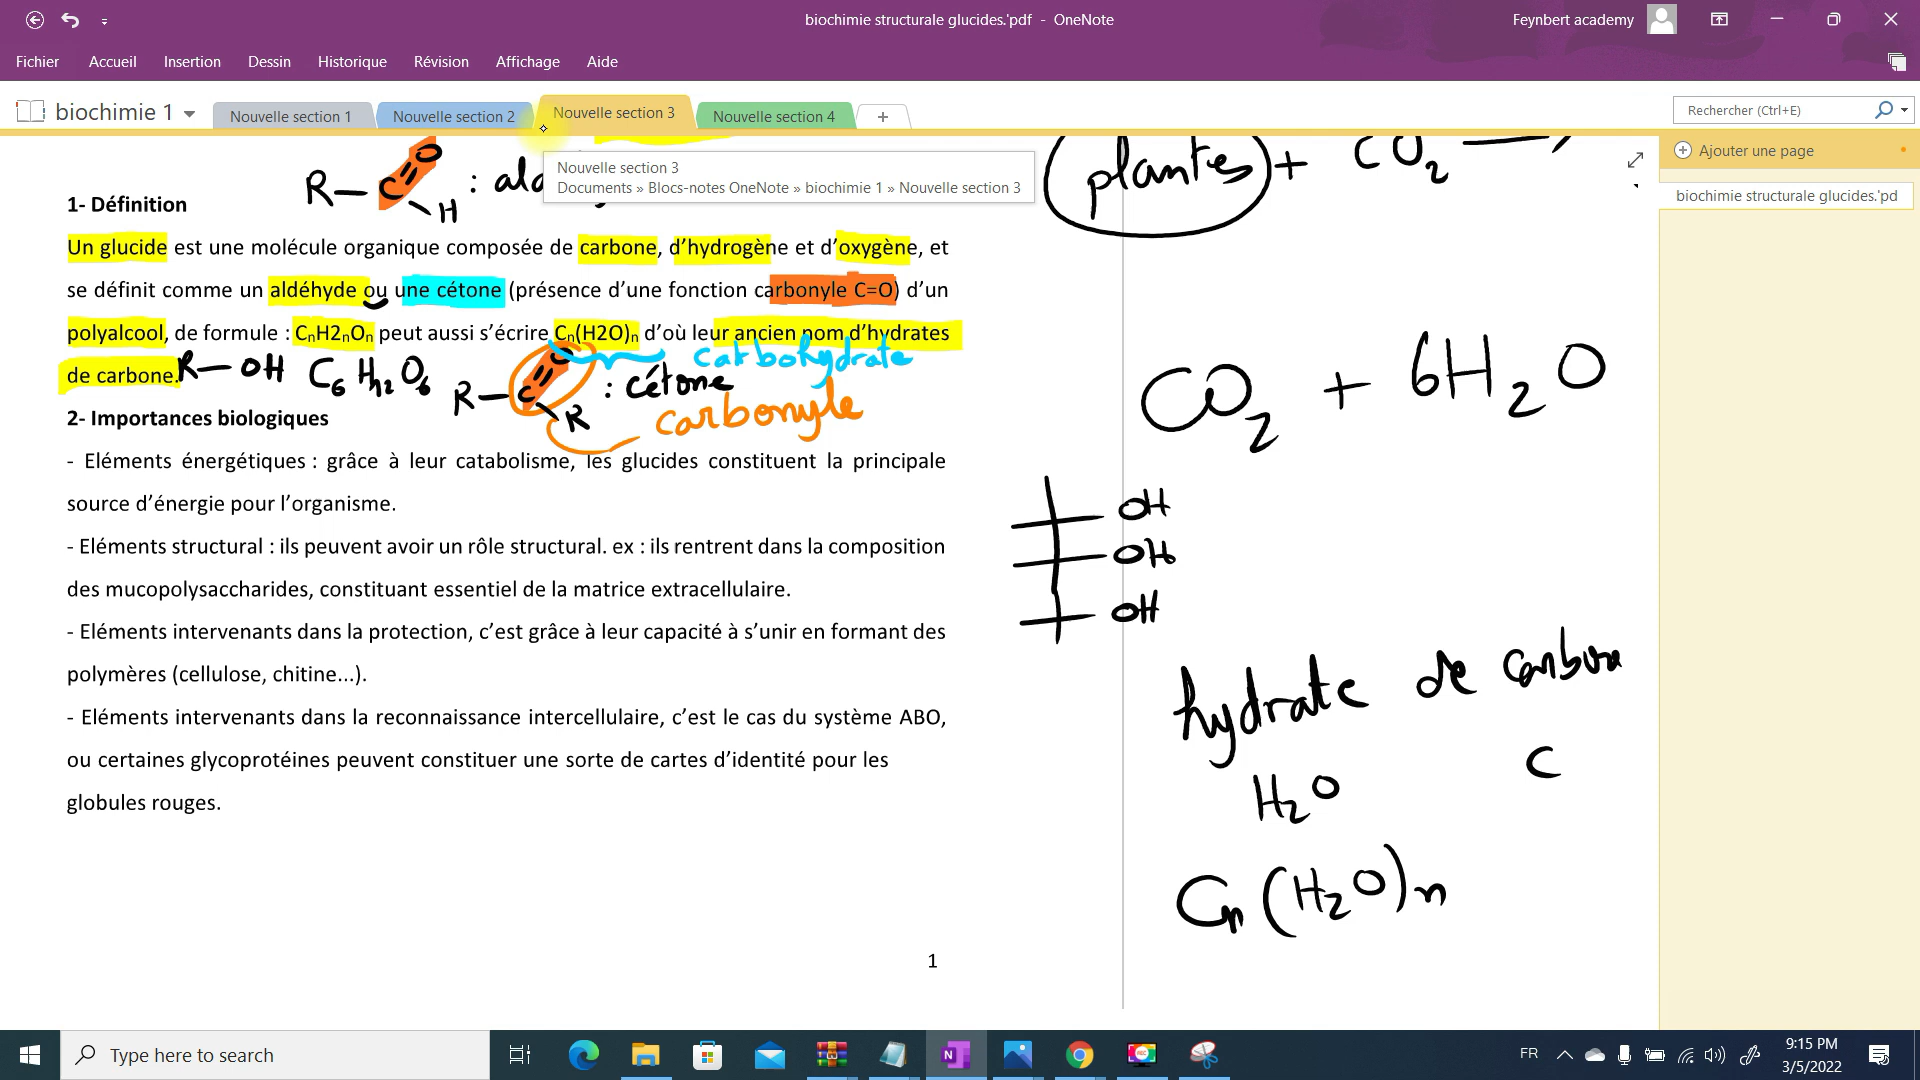 biochimie structurale glucides.'pdf - OneNote
Feynbert academy
Fichier Accueil Insertion Dessin Historique Révision Affichage Aide
biochimie 1
Nouvelle section 1 Nouvelle section 2 Nouvelle section 3 Nouvelle section 4 +
Rechercher (Ctrl+E)
Ajouter une page
biochimie structurale glucides.'pd
Nouvelle section 3
Documents » Blocs-notes OneNote » biochimie 1 » Nouvelle section 3
R—C=O
H
: ald
plantes + CO2
1- Définition
Un glucide est une molécule organique composée de carbone, d'hydrogène et d'oxygène, et
se définit comme un aldéhyde ou une cétone (présence d'une fonction carbonyle C=O) d'un
polyalcool, de formule : CₙH2ₙOₙ peut aussi s'écrire Cₙ(H2O)ₙ d'où leur ancien nom d'hydrates
de carbone.
R—OH C6 H12 O6
R—C=O
R
: cétone
carbohydrate
carbonyle
CO2 + 6H2O
2- Importances biologiques
- Eléments énergétiques : grâce à leur catabolisme, les glucides constituent la principale
source d'énergie pour l'organisme.
- Eléments structural : ils peuvent avoir un rôle structural. ex : ils rentrent dans la composition
des mucopolysaccharides, constituant essentiel de la matrice extracellulaire.
- Eléments intervenants dans la protection, c'est grâce à leur capacité à s'unir en formant des
polymères (cellulose, chitine...).
- Eléments intervenants dans la reconnaissance intercellulaire, c'est le cas du système ABO,
ou certaines glycoprotéines peuvent constituer une sorte de cartes d'identité pour les
globules rouges.
OH
OH
OH
hydrate de carbone
H2O C
Cn (H2O)n
1
Type here to search
FR
9:15 PM
3/5/2022